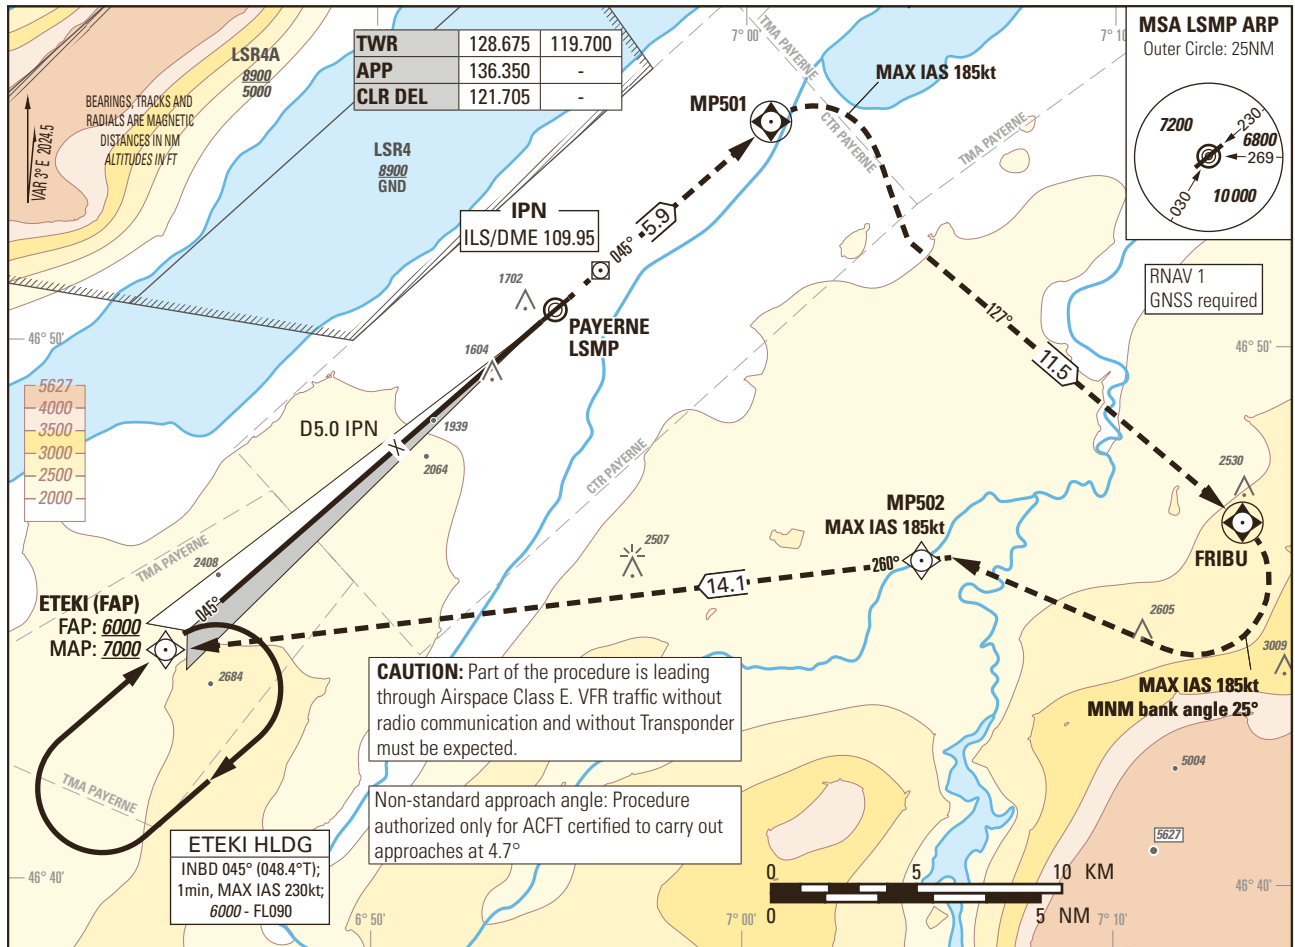 7° 00'
7° 10'
LSR4A
8900
5000
BEARINGS, TRACKS AND
RADIALS ARE MAGNETIC
DISTANCES IN NM
ALTITUDES IN FT
VAR 3° E 2024.5
TWR 128.675 119.700
APP 136.350 -
CLR DEL 121.705 -
LSR4
8900
GND
TMA PAYERNE
CTR PAYERNE
TMA PAYERNE
MAX IAS 185kt
MP501
MSA LSMP ARP
Outer Circle: 25NM
7200
230
6800
269
10 000
030
IPN
ILS/DME 109.95
045°
5.9
1702
PAYERNE
LSMP
1604
RNAV 1
GNSS required
127°
11.5
46° 50'
46° 50'
5627
4000
3500
3000
2500
2000
D5.0 IPN
X
1939
2064
CTR PAYERNE
2530
FRIBU
MP502
MAX IAS 185kt
260°
14.1
2507
TMA PAYERNE
2408
045°
ETEKI (FAP)
FAP: 6000
MAP: 7000
2684
2605
3009
MAX IAS 185kt
MNM bank angle 25°
CAUTION: Part of the procedure is leading
through Airspace Class E. VFR traffic without
radio communication and without Transponder
must be expected.
Non-standard approach angle: Procedure
authorized only for ACFT certified to carry out
approaches at 4.7°
TMA PAYERNE
ETEKI HLDG
INBD 045° (048.4°T);
1min, MAX IAS 230kt;
6000 - FL090
5004
5627
0 5 10 KM
0 5 NM
46° 40'
46° 40'
6° 50'
7° 00'
7° 10'